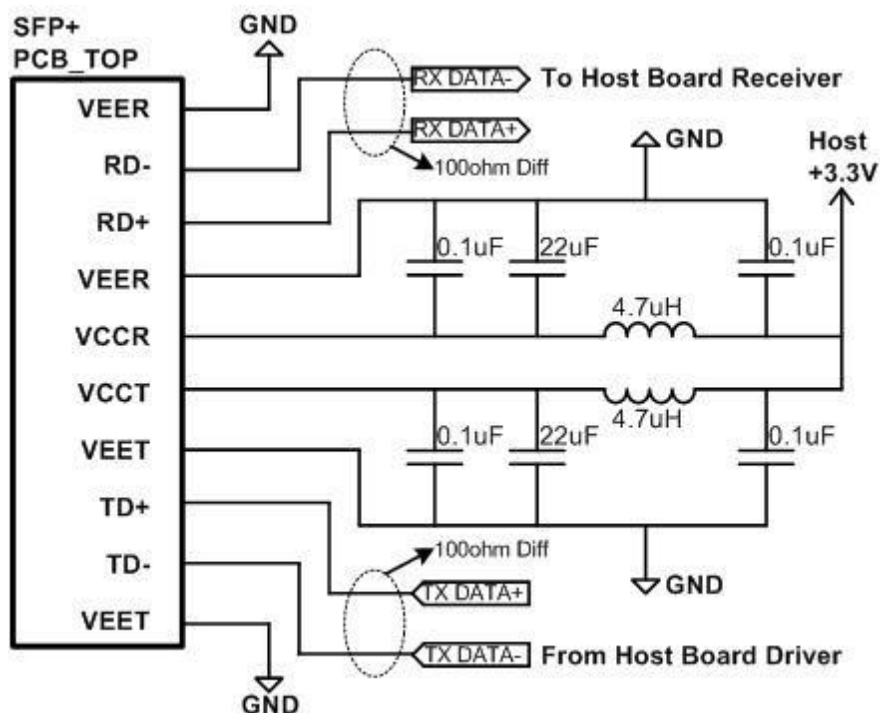 SFP+
PCB_TOP
GND
VEER
RD-
RD+
VEER
VCCR
VCCT
VEET
TD+
TD-
VEET
GND
RX DATA-
To Host Board Receiver
RX DATA+
100ohm Diff
GND
Host
+3.3V
0.1uF
22uF
0.1uF
4.7uH
4.7uH
0.1uF
22uF
0.1uF
100ohm Diff
GND
TX DATA+
TX DATA-
From Host Board Driver